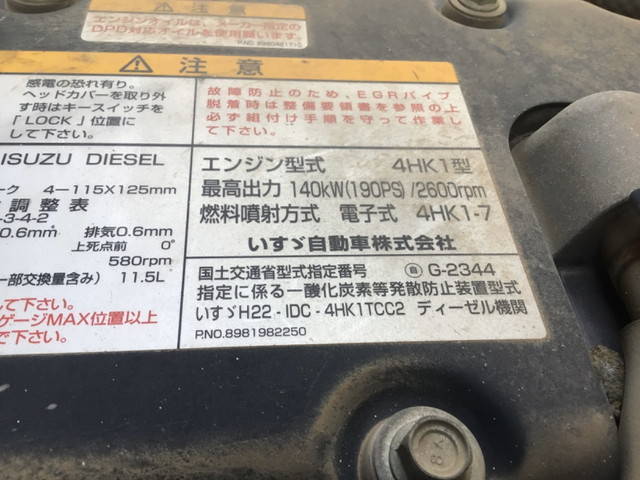 注意
エンジンオイルは、メーカー指定の
DPD対応オイルを使用願います。
注意
感電の恐れ有り。
ヘッドカバーを取り外
す時はキースイッチを
「LOCK」位置に
して下さい。
故障防止のため、EGRパイプ
脱着時は整備要領書を参照の上
必ず組付け手順を守って作業し
て下さい。
ISUZU DIESEL
4-115X125mm
調整表
-3-4-2
0.6mm 排気0.6mm
上死点前 0°
580rpm
一部交換量含み) 11.5L
して下さい。
ゲージMAX位置以上
で下さい。
エンジン型式 4HK1型
最高出力 140kW(190PS)/2600rpm
燃料噴射方式 電子式 4HK1-7
いすゞ自動車株式会社
国土交通省型式指定番号 自 G-2344
指定に係る一酸化炭素等発散防止装置型式
いすゞH22-IDC-4HK1TCC2 ディーゼル機関
P.NO.8981982250